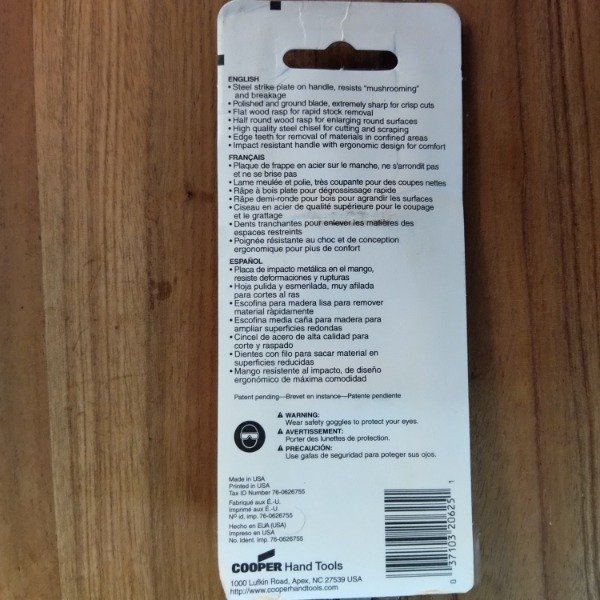 ENGLISH
• Steel strike plate on handle, resists "mushrooming"
and breakage
• Polished and ground blade, extremely sharp for crisp cuts
• Flat wood rasp for rapid stock removal
• Half round wood rasp for enlarging round surfaces
• High quality steel chisel for cutting and scraping
• Edge teeth for removal of materials in confined areas
• Impact resistant handle with ergonomic design for comfort
FRANÇAIS
• Plaque de frappe en acier sur le manche, ne s'arrondit pas
et ne se brise pas
• Lame meulée et polie, très coupante pour des coupes nettes
• Râpe à bois plate pour dégrossissage rapide
• Râpe demi-ronde pour bois pour agrandir les surfaces
• Ciseau en acier de qualité supérieure pour le coupage
et le grattage
• Dents tranchantes pour enlever les matières des
espaces restreints
• Poignée résistante au choc et de conception
ergonomique pour plus de confort
ESPAÑOL
• Placa de impacto metálica en el mango,
resiste deformaciones y rupturas
• Hoja pulida y esmerilada, muy afilada
para cortes al ras
• Escofina para madera lisa para remover
material ràpidamente
• Escofina media caña para madera para
ampliar superficies redondas
• Cincel de acero de alta calidad para
corte y raspado
• Dientes con filo para sacar material en
superficies reducidas
• Mango resistente al impacto, de diseño
ergonómico de máxima comodidad
Patent pending—Brevet en instance—Patente pendiente
WARNING:
Wear safety goggles to protect your eyes.
AVERTISSEMENT:
Porter des lunettes de protection.
PRECAUCIÓN:
Use gafas de seguridad para poteger sus ojos.
Made in USA
Printed in USA
Tax ID Number 76-0626755
Fabriqué aux É.-U.
Imprimé aux É.-U.
Nº id. imp. 76-0626755
Hecho en EUA (USA)
Impreso en USA
No. Ident. imp. 76-0626755
COOPER Hand Tools
1000 Lufkin Road, Apex, NC 27539 USA
http://www.cooperhandtools.com
0 37103 20625 1